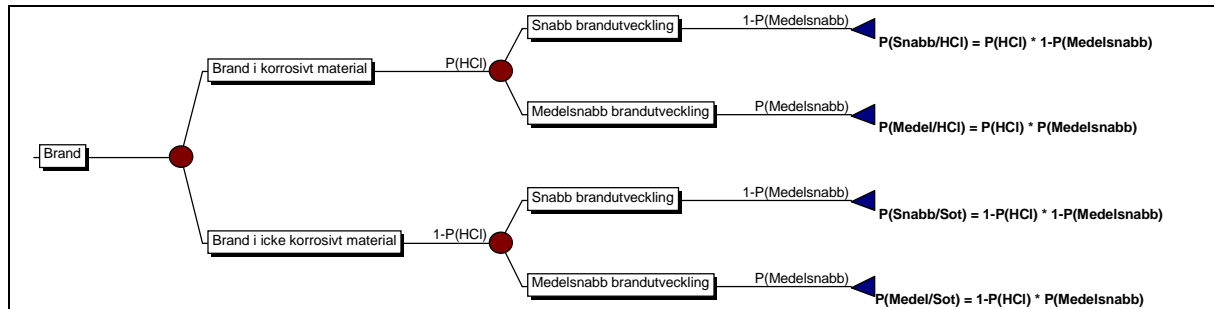 Snabb brandutveckling 1-P(Medelsnabb)
P(Snabb/HCl) = P(HCl) * 1-P(Medelsnabb)
Brand i korrosivt material P(HCl)
Medelsnabb brandutveckling P(Medelsnabb)
P(Medel/HCl) = P(HCl) * P(Medelsnabb)
Brand
Snabb brandutveckling 1-P(Medelsnabb)
P(Snabb/Sot) = 1-P(HCl) * 1-P(Medelsnabb)
Brand i icke korrosivt material 1-P(HCl)
Medelsnabb brandutveckling P(Medelsnabb)
P(Medel/Sot) = 1-P(HCl) * P(Medelsnabb)